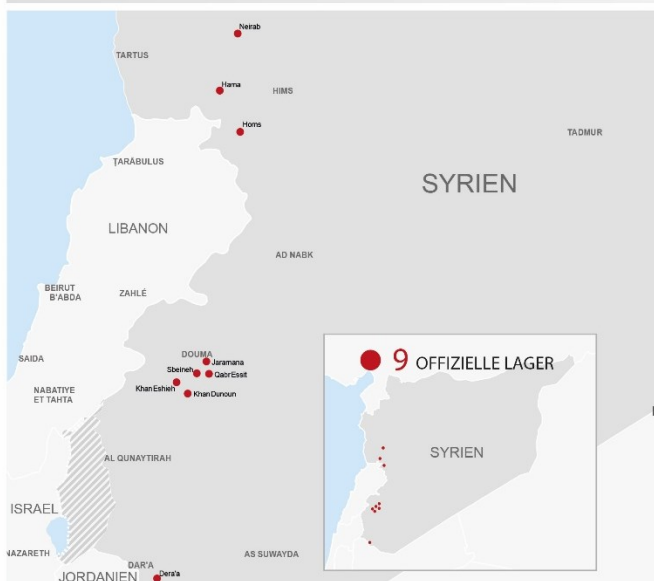 Neirab
TARTUS
Hama
HIMS
Homs
TADMUR
ṬARĀBULUS
SYRIEN
LIBANON
AD NABK
BEIRUT
B'ABDA
ZAHLÉ
SAIDA
DOUMA
Jaramana
Sbeineh
Qabr Essit
Khan Eshieh
Khan Dunoun
NABATIYE
ET TAHTA
9 OFFIZIELLE LAGER
SYRIEN
AL QUNAYTIRAH
ISRAEL
NAZARETH
DAR'A
Dera'a
AS SUWAYDA
JORDANIEN